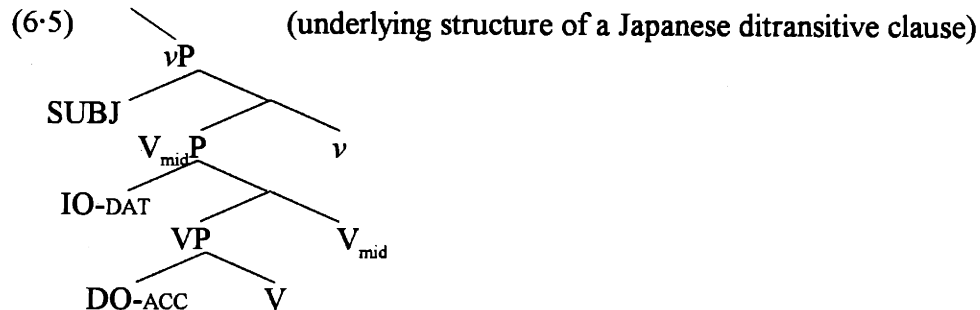 (6·5) (underlying structure of a Japanese ditransitive clause)
vP
SUBJ
VmidP v
IO-DAT
VP Vmid
DO-ACC V